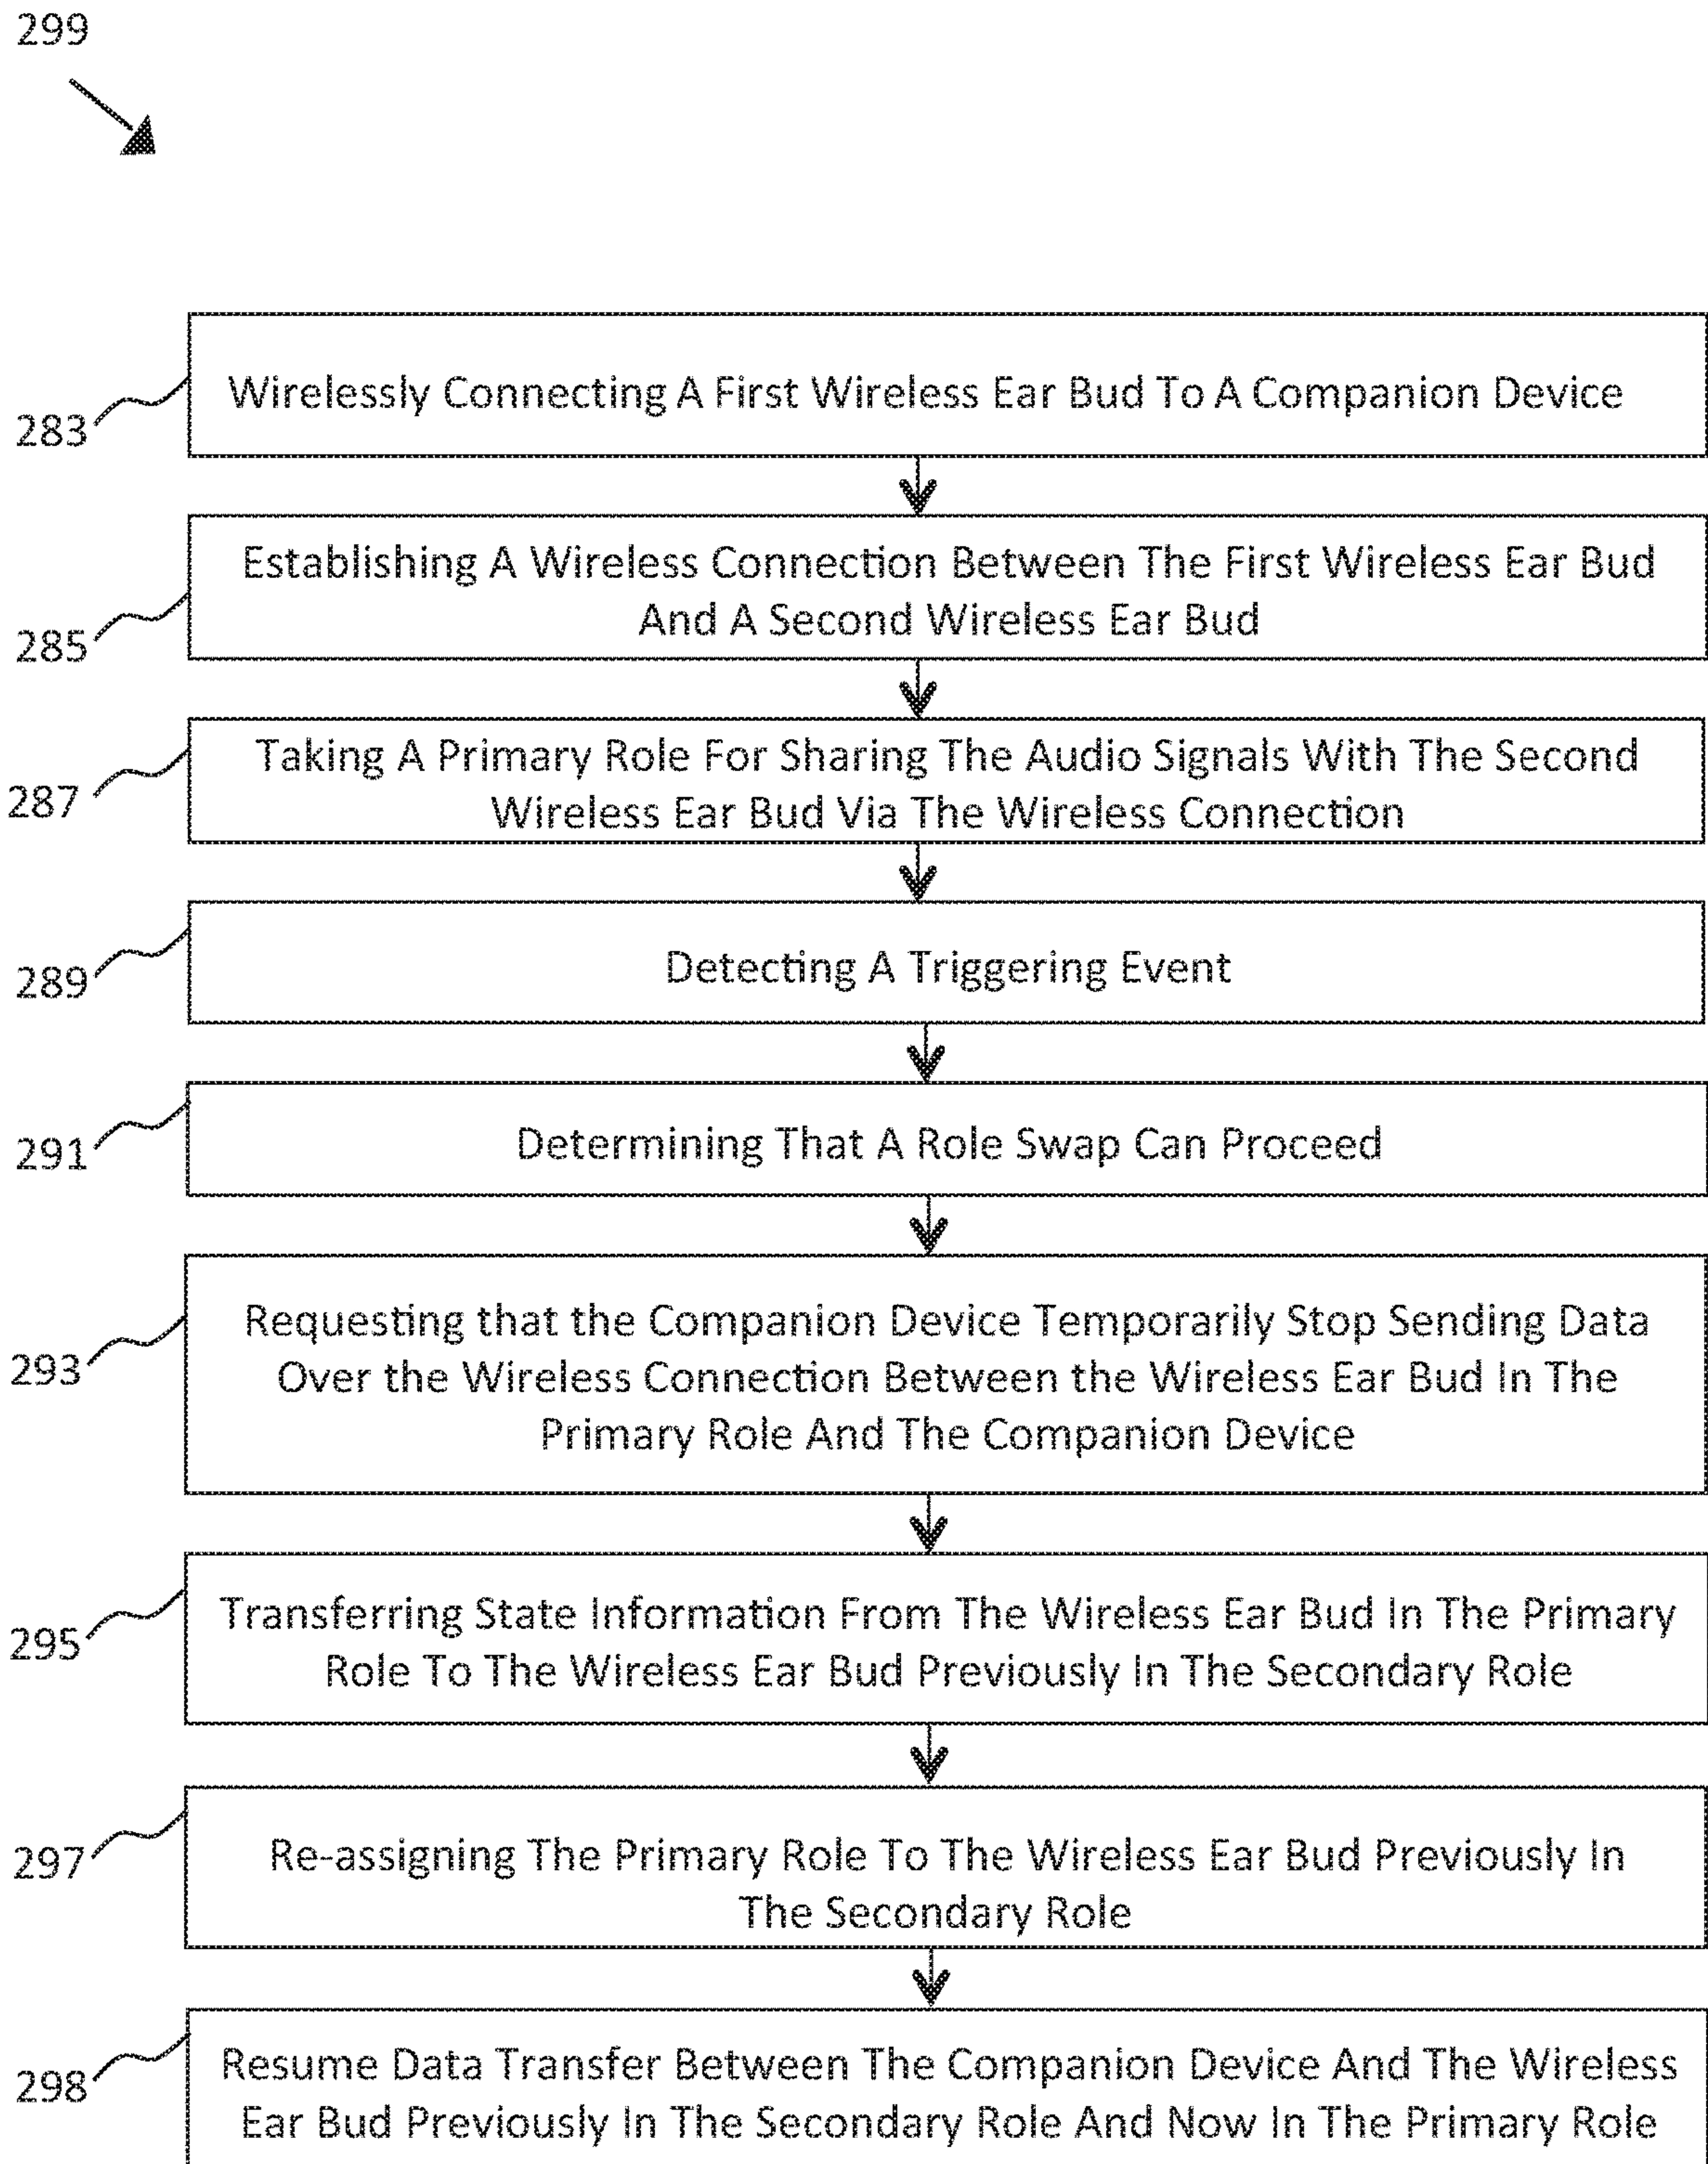 299
283
Wirelessly Connecting A First Wireless Ear Bud To A Companion Device
285
Establishing A Wireless Connection Between The First Wireless Ear Bud
And A Second Wireless Ear Bud
287
Taking A Primary Role For Sharing The Audio Signals With The Second
Wireless Ear Bud Via The Wireless Connection
289
Detecting A Triggering Event
291
Determining That A Role Swap Can Proceed
293
Requesting that the Companion Device Temporarily Stop Sending Data
Over the Wireless Connection Between the Wireless Ear Bud In The
Primary Role And The Companion Device
295
Transferring State Information From The Wireless Ear Bud In The Primary
Role To The Wireless Ear Bud Previously In The Secondary Role
297
Re-assigning The Primary Role To The Wireless Ear Bud Previously In
The Secondary Role
298
Resume Data Transfer Between The Companion Device And The Wireless
Ear Bud Previously In The Secondary Role And Now In The Primary Role